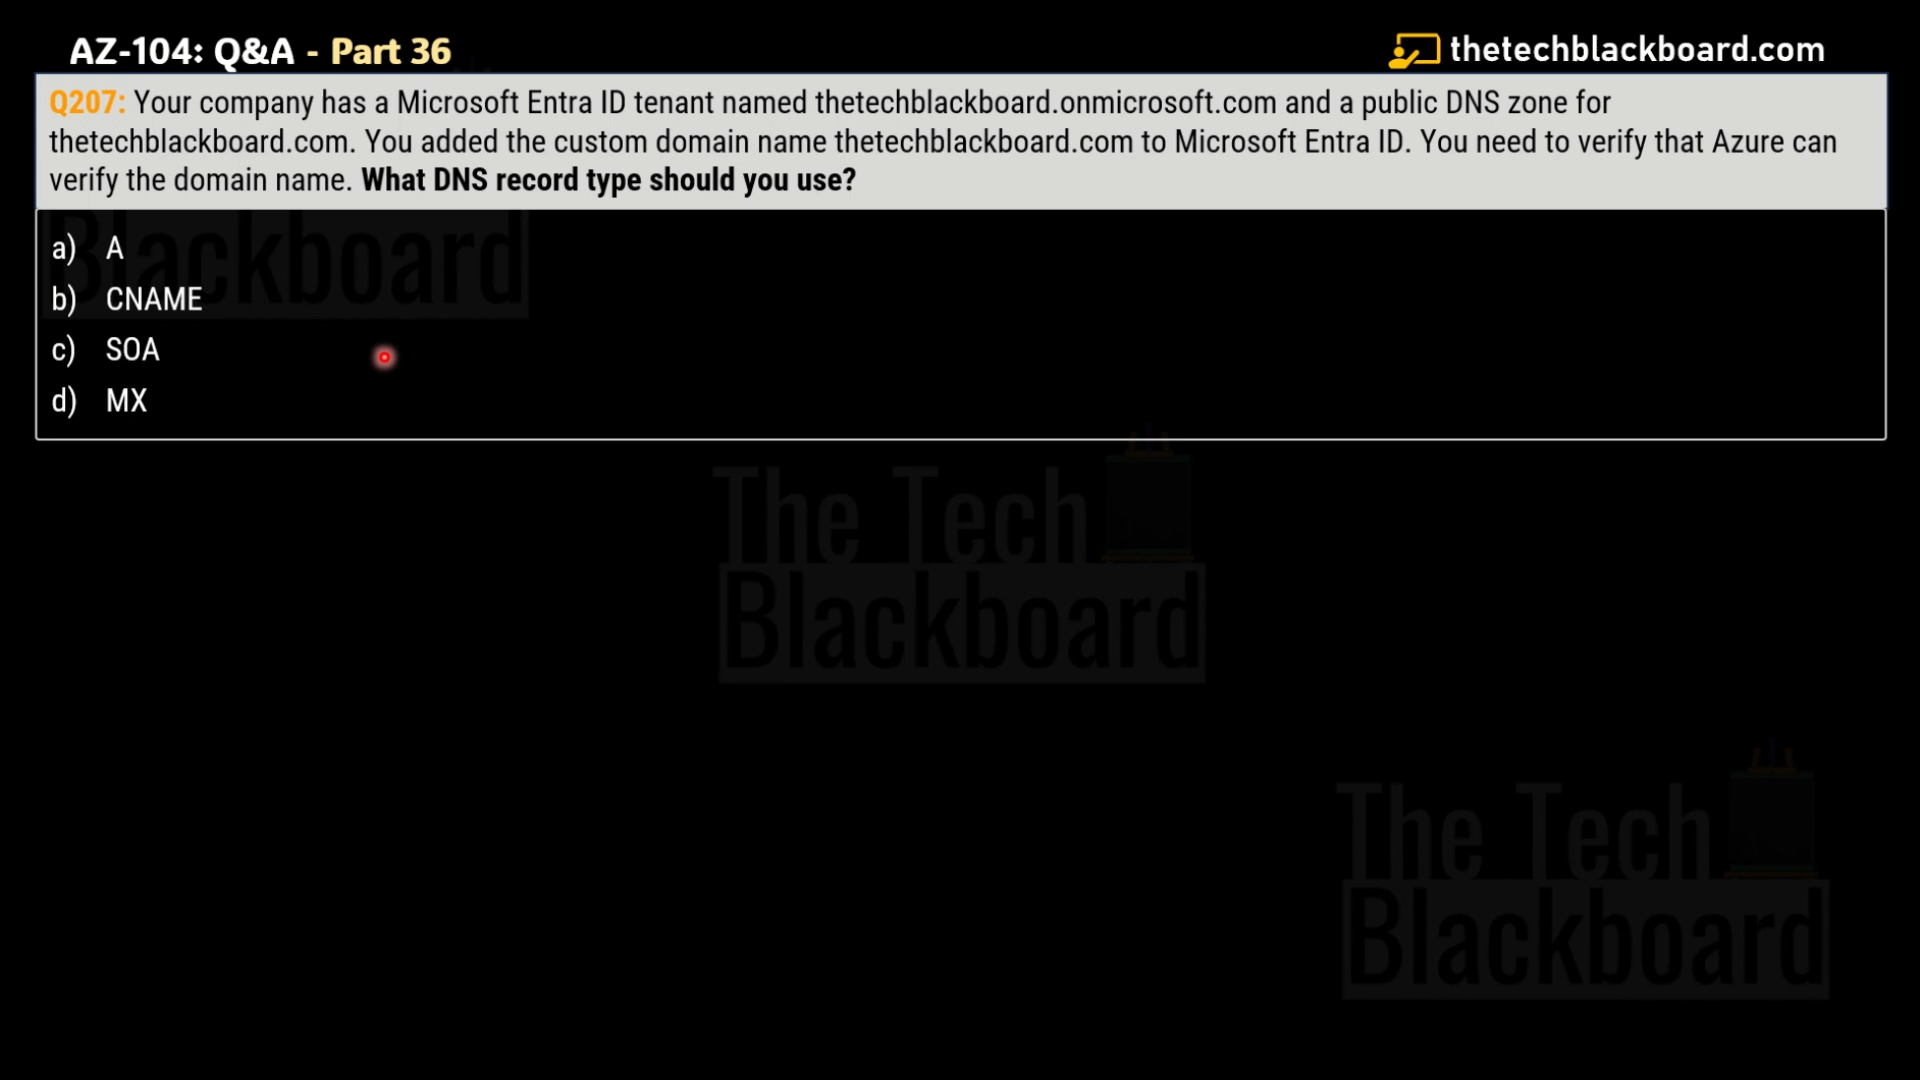 AZ-104: Q&A - Part 36
thetechblackboard.com
Q207: Your company has a Microsoft Entra ID tenant named thetechblackboard.onmicrosoft.com and a public DNS zone for
thetechblackboard.com. You added the custom domain name thetechblackboard.com to Microsoft Entra ID. You need to verify that Azure can
verify the domain name. What DNS record type should you use?
Blackboard
a) A
b) CNAME
c) SOA
d) MX
The Tech
Blackboard
The Tech
Blackboard